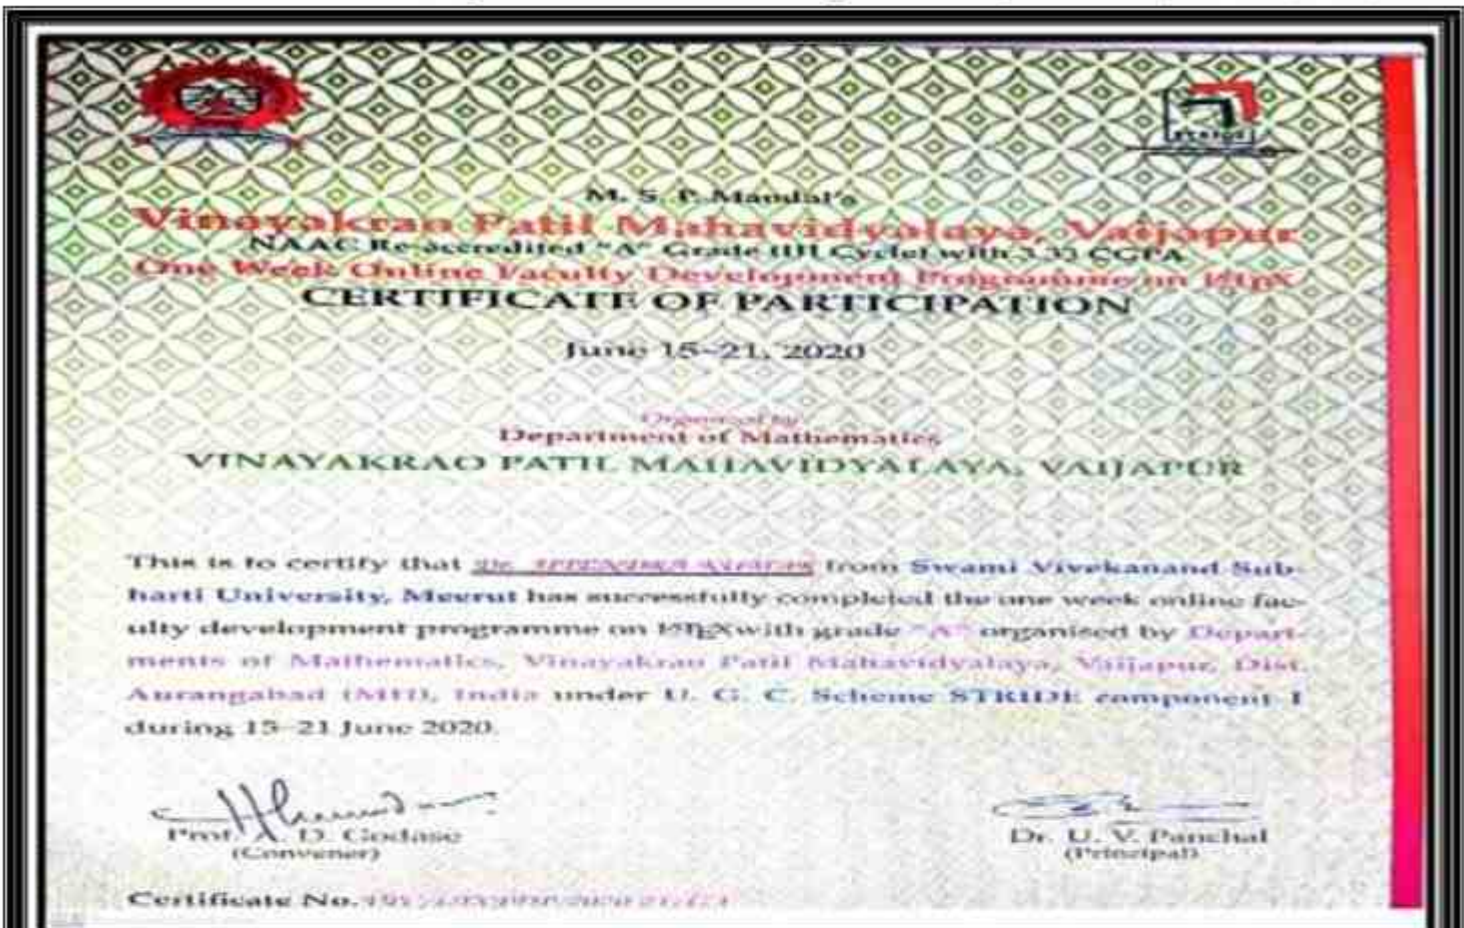 STRIDE
M. S. P. Mandal's
Vinayakrao Patil Mahavidyalaya, Vaijapur
NAAC Re-accredited "A" Grade (III Cycle) with 3.33 CGPA
One Week Online Faculty Development Programme on LaTeX
CERTIFICATE OF PARTICIPATION
June 15-21, 2020
Organised by
Department of Mathematics
VINAYAKRAO PATIL MAHAVIDYALAYA, VAIJAPUR
This is to certify that Dr. from Swami Vivekanand Sub-
harti University, Meerut has successfully completed the one week online fac-
ulty development programme on LaTeX with grade "A" organised by Depart-
ments of Mathematics, Vinayakrao Patil Mahavidyalaya, Vaijapur, Dist.
Aurangabad (MH), India under U. G. C. Scheme STRIDE component-I
during 15-21 June 2020.
Prof. A. D. Godase
(Convener)
Dr. U. V. Panchal
(Principal)
Certificate No.